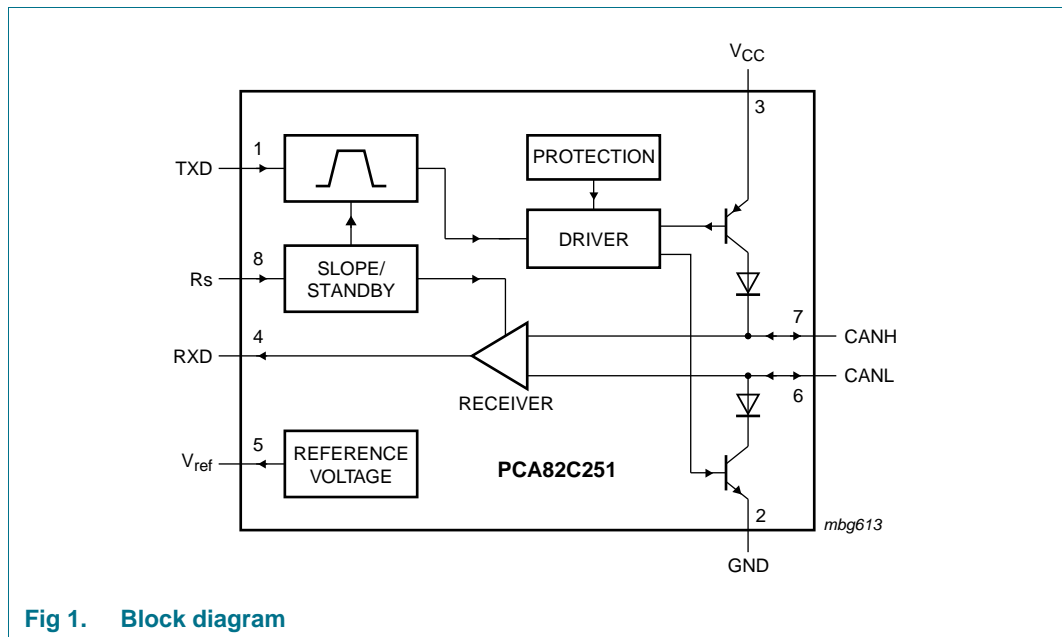 VCC
3
1
TXD
PROTECTION
DRIVER
8
Rs
SLOPE/
STANDBY
7
CANH
4
RXD
CANL
6
RECEIVER
5
Vref
REFERENCE
VOLTAGE
PCA82C251
2
mbg613
GND
Fig 1. Block diagram